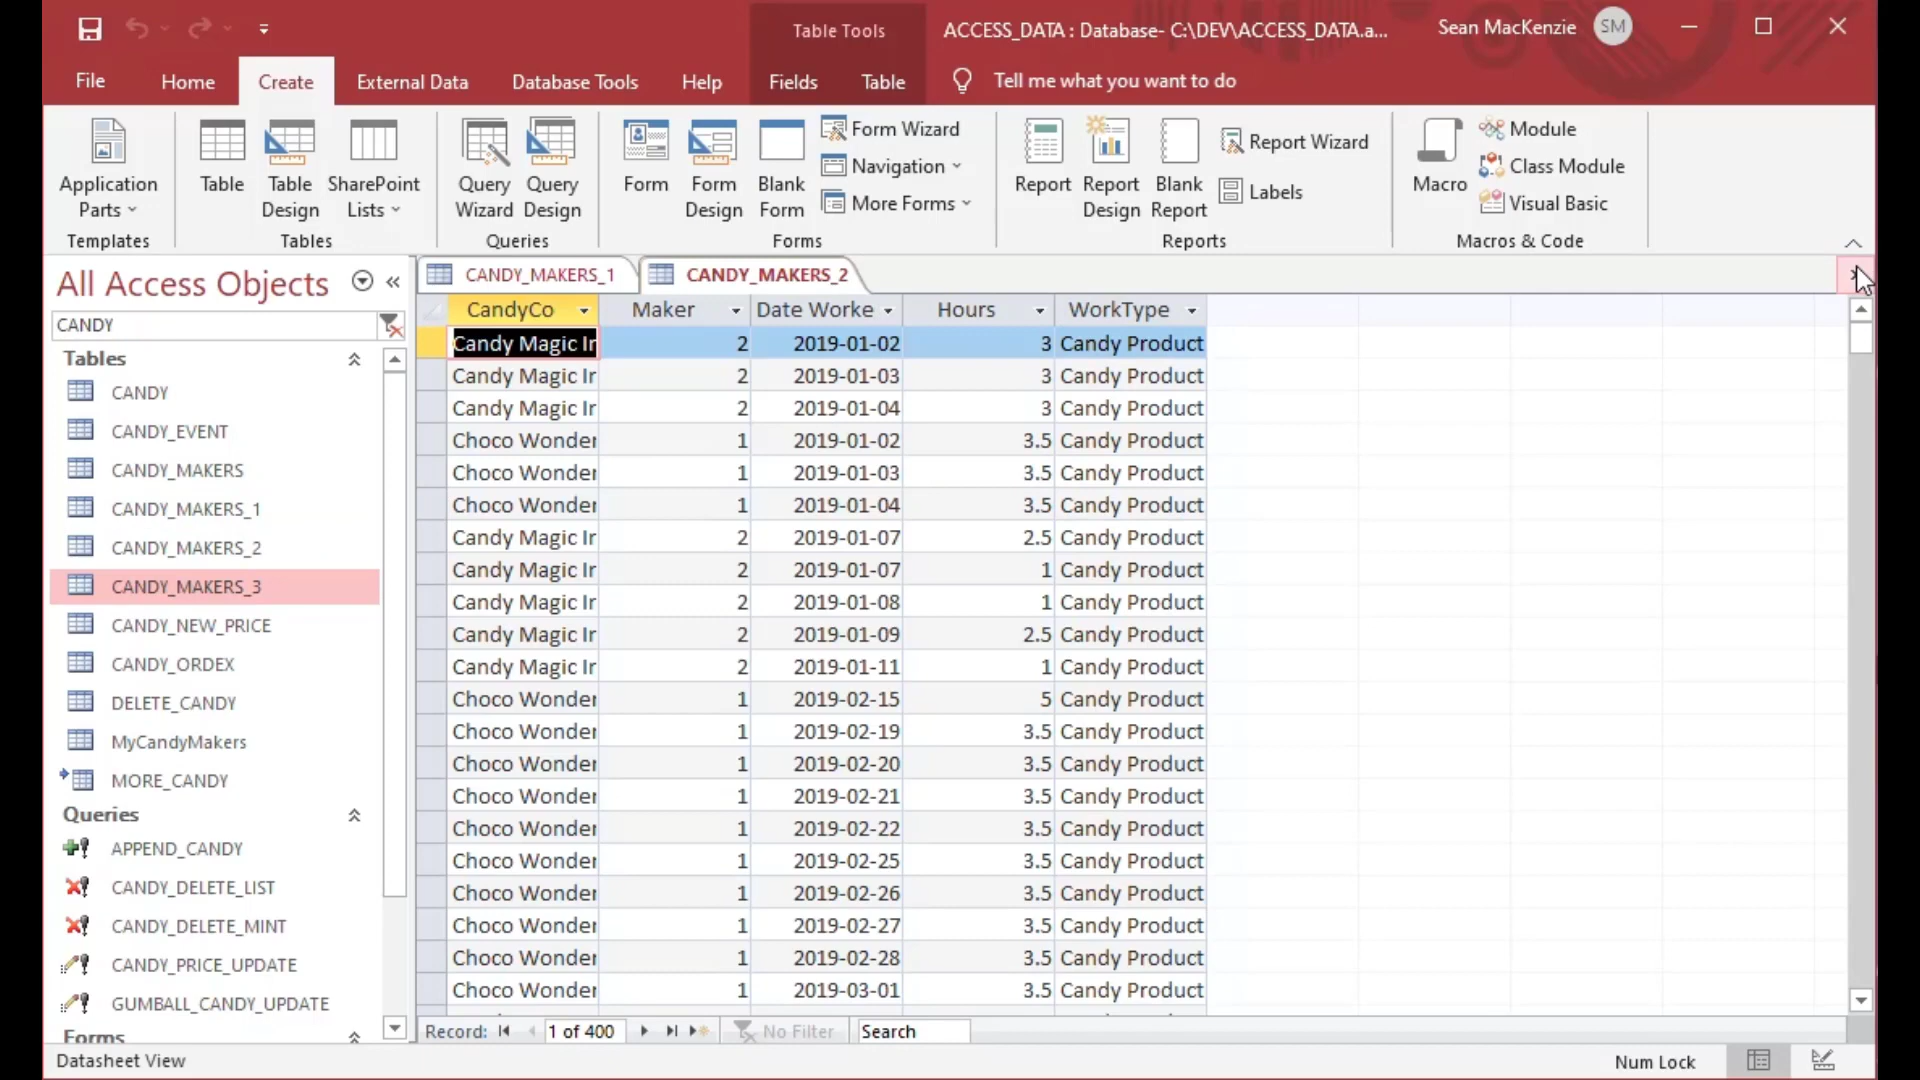 Table Tools
ACCESS_DATA : Database- C:\DEV\ACCESS_DATA.a...
Sean MacKenzie SM
File Home Create External Data Database Tools Help Fields Table Tell me what you want to do
Application Parts
Table
Table Design
SharePoint Lists
Query Wizard
Query Design
Form
Form Design
Blank Form
Form Wizard
Navigation
More Forms
Report
Report Design
Blank Report
Report Wizard
Labels
Macro
Module
Class Module
Visual Basic
Templates Tables Queries Forms Reports Macros & Code
All Access Objects
CANDY
Tables
CANDY
CANDY_EVENT
CANDY_MAKERS
CANDY_MAKERS_1
CANDY_MAKERS_2
CANDY_MAKERS_3
CANDY_NEW_PRICE
CANDY_ORDEX
DELETE_CANDY
MyCandyMakers
MORE_CANDY
Queries
APPEND_CANDY
CANDY_DELETE_LIST
CANDY_DELETE_MINT
CANDY_PRICE_UPDATE
GUMBALL_CANDY_UPDATE
Forms
CANDY_MAKERS_1 CANDY_MAKERS_2
CandyCo Maker Date Worke Hours WorkType
Candy Magic Ir 2 2019-01-02 3 Candy Product
Candy Magic Ir 2 2019-01-03 3 Candy Product
Candy Magic Ir 2 2019-01-04 3 Candy Product
Choco Wonder 1 2019-01-02 3.5 Candy Product
Choco Wonder 1 2019-01-03 3.5 Candy Product
Choco Wonder 1 2019-01-04 3.5 Candy Product
Candy Magic Ir 2 2019-01-07 2.5 Candy Product
Candy Magic Ir 2 2019-01-07 1 Candy Product
Candy Magic Ir 2 2019-01-08 1 Candy Product
Candy Magic Ir 2 2019-01-09 2.5 Candy Product
Candy Magic Ir 2 2019-01-11 1 Candy Product
Choco Wonder 1 2019-02-15 5 Candy Product
Choco Wonder 1 2019-02-19 3.5 Candy Product
Choco Wonder 1 2019-02-20 3.5 Candy Product
Choco Wonder 1 2019-02-21 3.5 Candy Product
Choco Wonder 1 2019-02-22 3.5 Candy Product
Choco Wonder 1 2019-02-25 3.5 Candy Product
Choco Wonder 1 2019-02-26 3.5 Candy Product
Choco Wonder 1 2019-02-27 3.5 Candy Product
Choco Wonder 1 2019-02-28 3.5 Candy Product
Choco Wonder 1 2019-03-01 3.5 Candy Product
Record: 1 of 400 No Filter Search
Datasheet View Num Lock